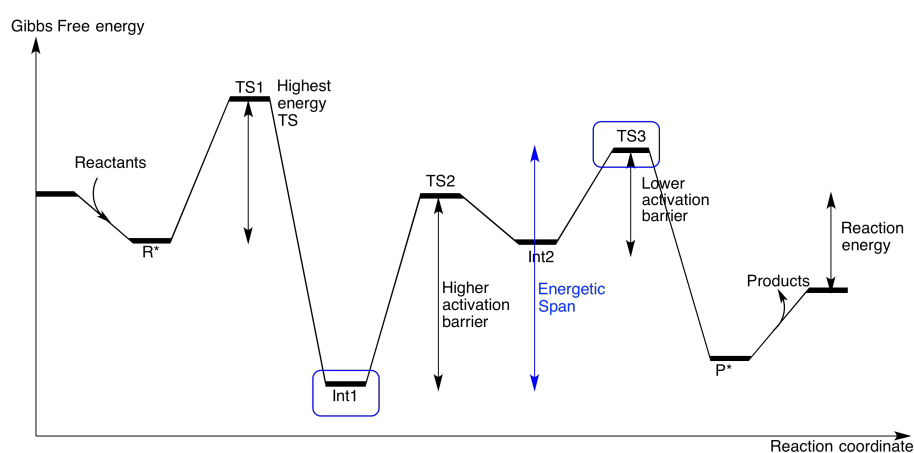 Gibbs Free energy
TS1
Highest
energy
TS
TS3
Reactants
TS2
Lower
activation
barrier
R*
Int2
Reaction
energy
Products
Higher
activation
barrier
Energetic
Span
P*
Int1
Reaction coordinate